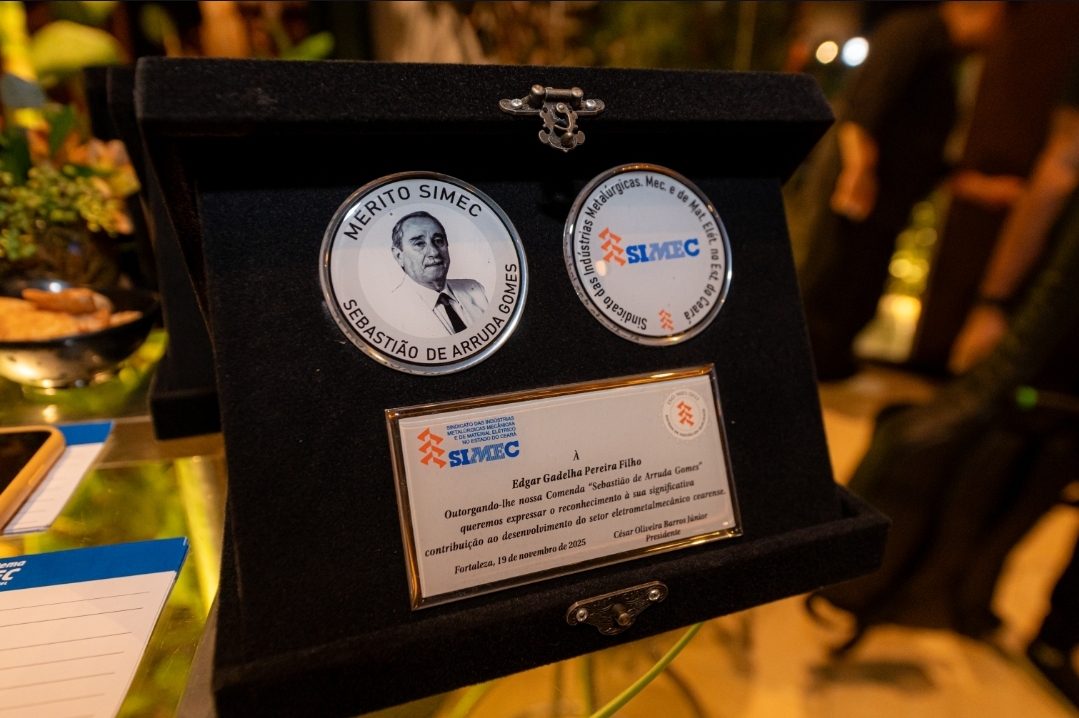 MERITO SIMEC
SEBASTIÃO DE ARRUDA GOMES
Sindicato das Indústrias Metalúrgicas. Mec. e de Mat. Elét. no Est. do Ceará
SIMEC
SINDICATO DAS INDÚSTRIAS
METALÚRGICAS MECÂNICAS
E DE MATERIAL ELÉTRICO
NO ESTADO DO CEARÁ
SIMEC
À
Edgar Gadelha Pereira Filho
Outorgando-lhe nossa Comenda "Sebastião de Arruda Gomes"
queremos expressar o reconhecimento à sua significativa
contribuição ao desenvolvimento do setor eletrometalmecânico cearense.
Fortaleza, 19 de novembro de 2025
César Oliveira Barros Júnior
Presidente